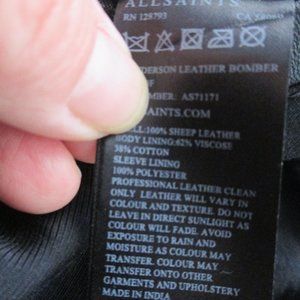 ALLSAINTS
RN 128793 CA
DERSON LEATHER BOMBER
F
UMBER: AS71171
SAINTS.COM
LL:100% SHEEP LEATHER
BODY LINING:62% VISCOSE
38% COTTON
SLEEVE LINING
100% POLYESTER
PROFESSIONAL LEATHER CLEAN
ONLY LEATHER WILL VARY IN
COLOUR AND TEXTURE. DO NOT
LEAVE IN DIRECT SUNLIGHT AS
COLOUR WILL FADE. AVOID
EXPOSURE TO RAIN AND
MOISTURE AS COLOUR MAY
TRANSFER. COLOUR MAY
TRANSFER ONTO OTHER
GARMENTS AND UPHOLSTERY
MADE IN INDIA